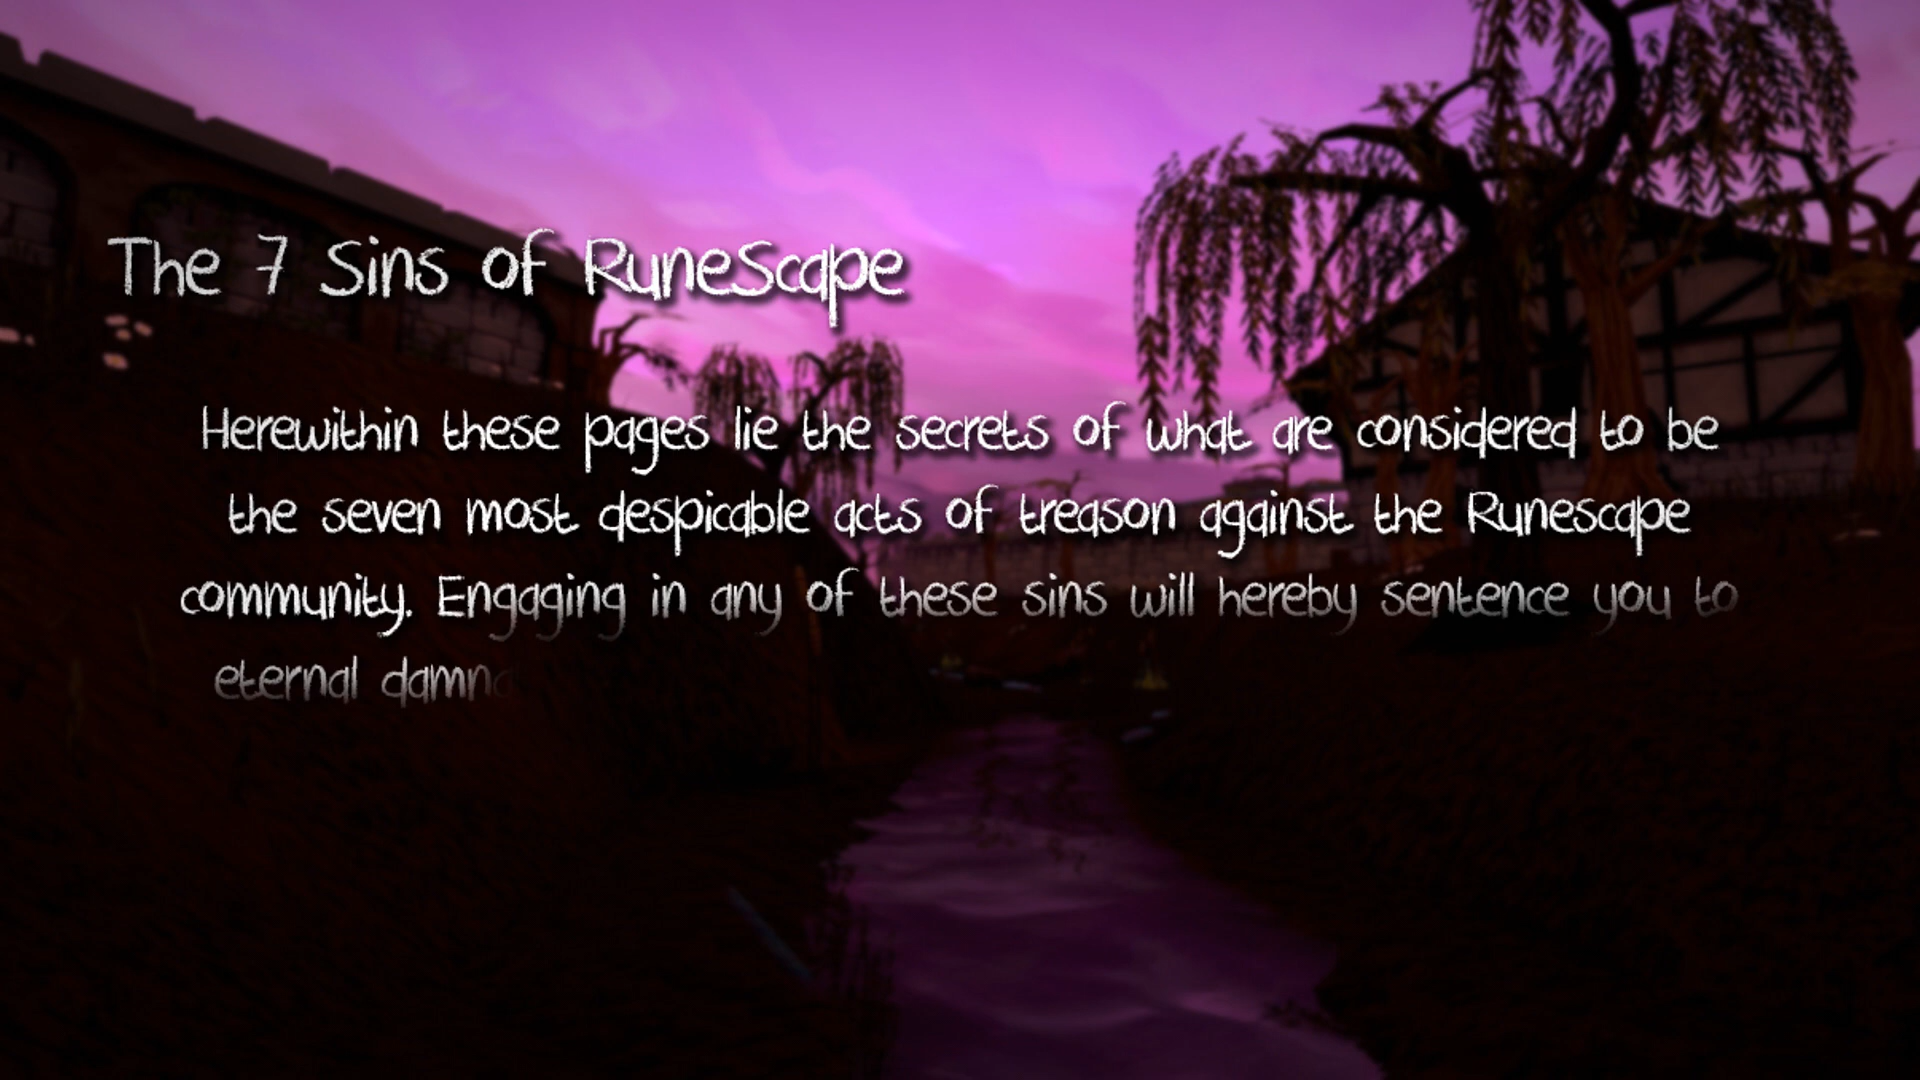 The 7 Sins of RuneScape
Herewithin these pages lie the secrets of what are considered to be
the seven most despicable acts of treason against the Runescape
community. Engaging in any of these sins will hereby sentence you to
eternal damna